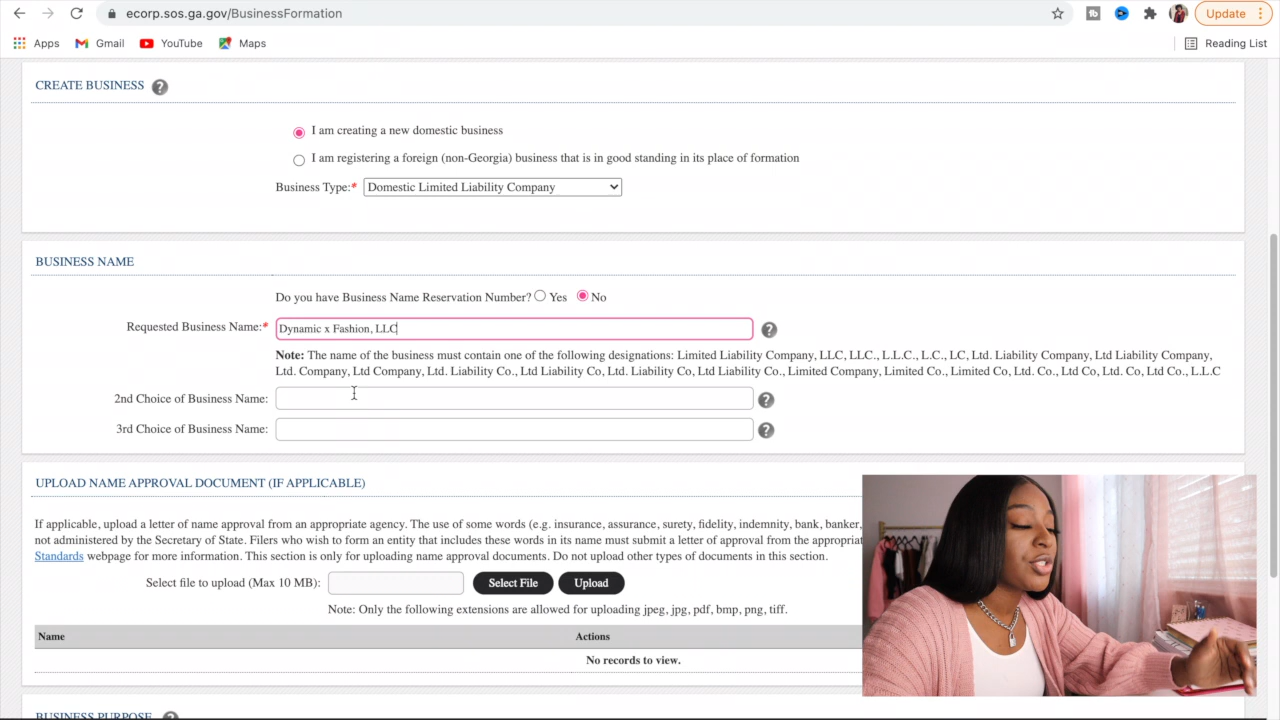 ecorp.sos.ga.gov/BusinessFormation
Update
Apps Gmail YouTube Maps Reading List
CREATE BUSINESS ?
I am creating a new domestic business
I am registering a foreign (non-Georgia) business that is in good standing in its place of formation
Business Type:* Domestic Limited Liability Company
BUSINESS NAME
Do you have Business Name Reservation Number? Yes No
Requested Business Name:* Dynamic x Fashion, LLC ?
Note: The name of the business must contain one of the following designations: Limited Liability Company, LLC, LLC., L.L.C., L.C., LC, Ltd. Liability Company, Ltd Liability Company,
Ltd. Company, Ltd Company, Ltd. Liability Co., Ltd Liability Co, Ltd. Liability Co, Ltd Liability Co., Limited Company, Limited Co., Limited Co, Ltd. Co., Ltd Co, Ltd. Co, Ltd Co., L.L.C
2nd Choice of Business Name: ?
3rd Choice of Business Name: ?
UPLOAD NAME APPROVAL DOCUMENT (IF APPLICABLE)
If applicable, upload a letter of name approval from an appropriate agency. The use of some words (e.g. insurance, assurance, surety, fidelity, indemnity, bank, banker,
not administered by the Secretary of State. Filers who wish to form an entity that includes these words in its name must submit a letter of approval from the appropriat
Standards webpage for more information. This section is only for uploading name approval documents. Do not upload other types of documents in this section.
Select file to upload (Max 10 MB): Select File Upload
Note: Only the following extensions are allowed for uploading jpeg, jpg, pdf, bmp, png, tiff.
Name Actions
No records to view.
BUSINESS PURPOSE ?